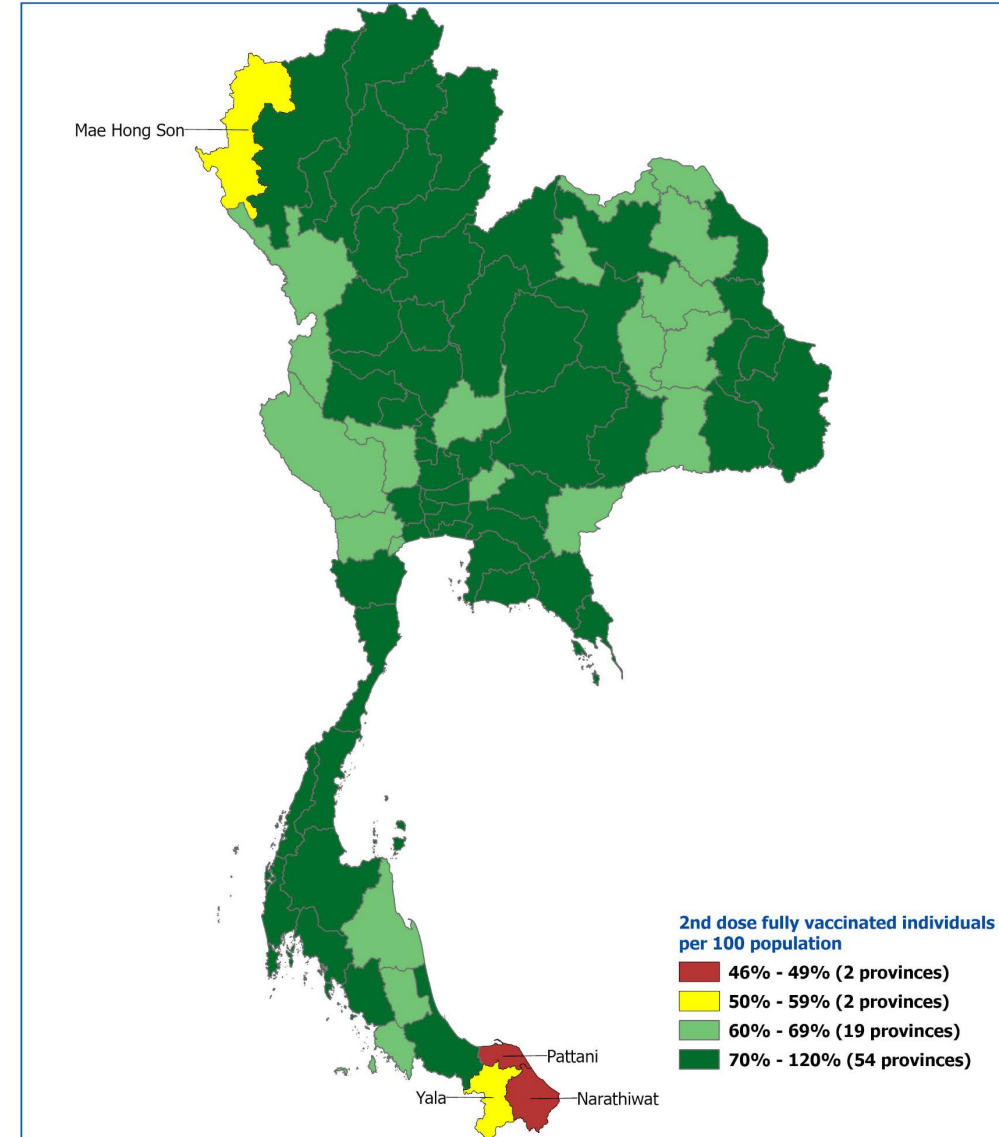 Mae Hong Son
2nd dose fully vaccinated individuals
per 100 population
46% - 49% (2 provinces)
50% - 59% (2 provinces)
60% - 69% (19 provinces)
70% - 120% (54 provinces)
Pattani
Yala
Narathiwat